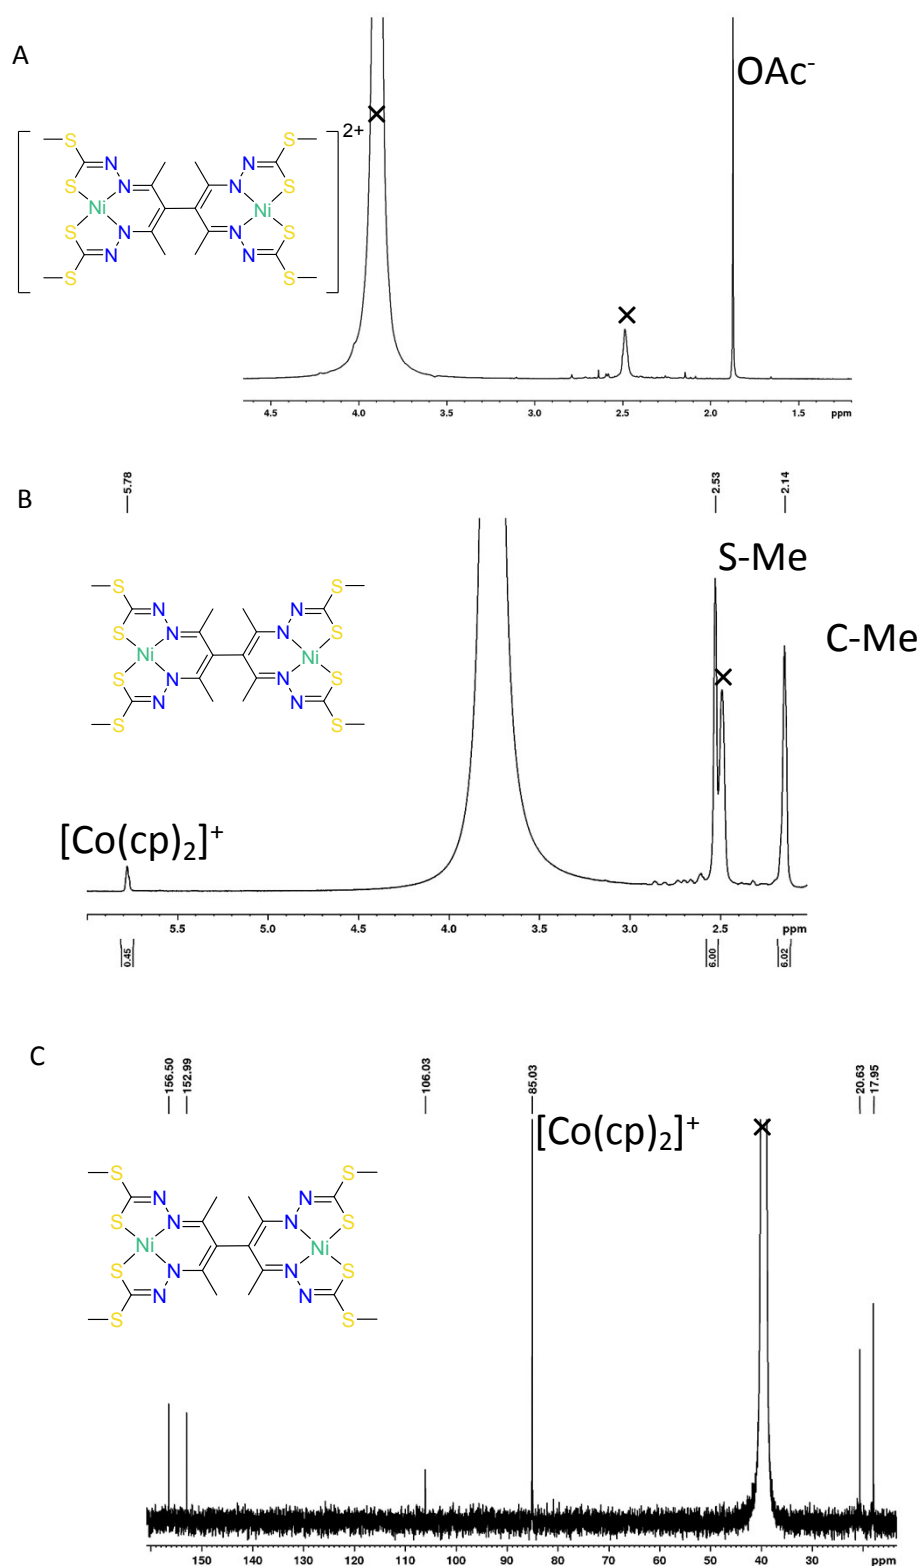 A
OAc⁻
2+
S S
N N
S N N S
Ni Ni
S N N S
N N
S S
4.5 4.0 3.5 3.0 2.5 2.0 1.5 ppm
B
5.78 2.53 2.14
S-Me
C-Me
S S
N N
S N N S
Ni Ni
S N N S
N N
S S
[Co(cp)₂]⁺
5.5 5.0 4.5 4.0 3.5 3.0 2.5 ppm
0.45 6.00 6.02
C
156.50 152.99 106.03 85.03 20.63 17.95
[Co(cp)₂]⁺
S S
N N
S N N S
Ni Ni
S N N S
N N
S S
150 140 130 120 110 100 90 80 70 60 50 40 30 ppm